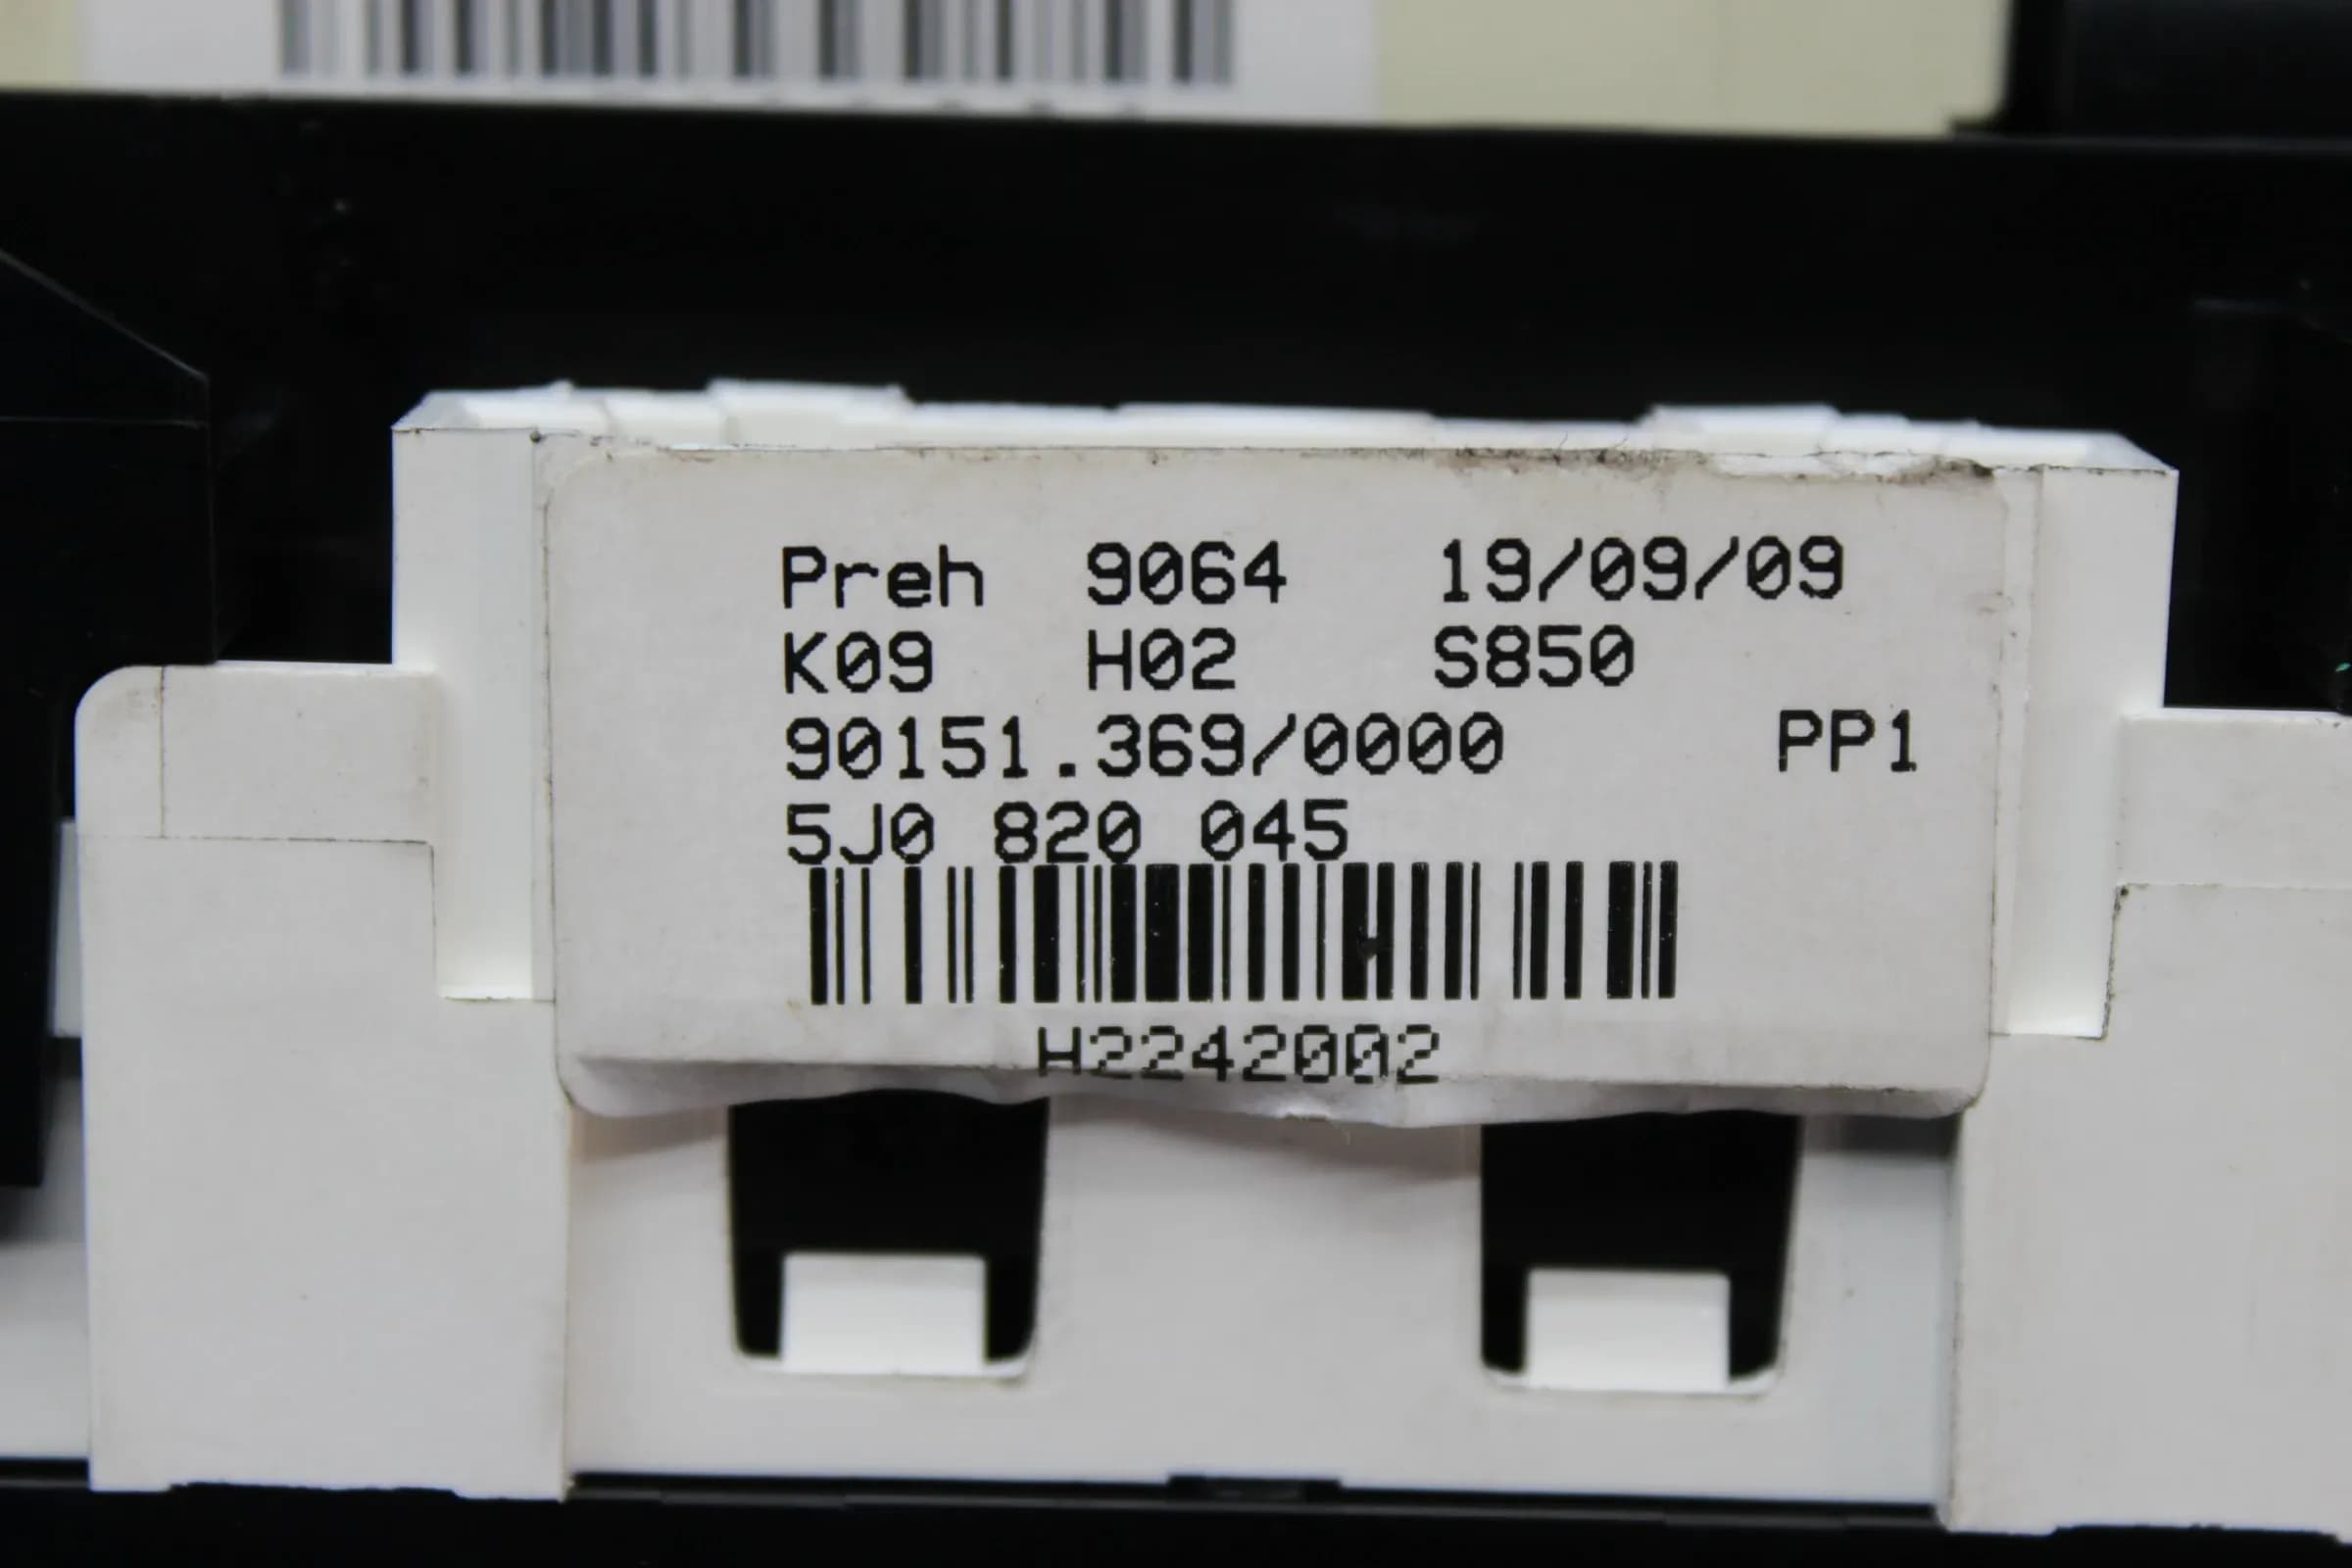 Preh 9064 19/09/09
K09 H02 S850
90151.369/0000 PP1
5J0 820 045
H2242002